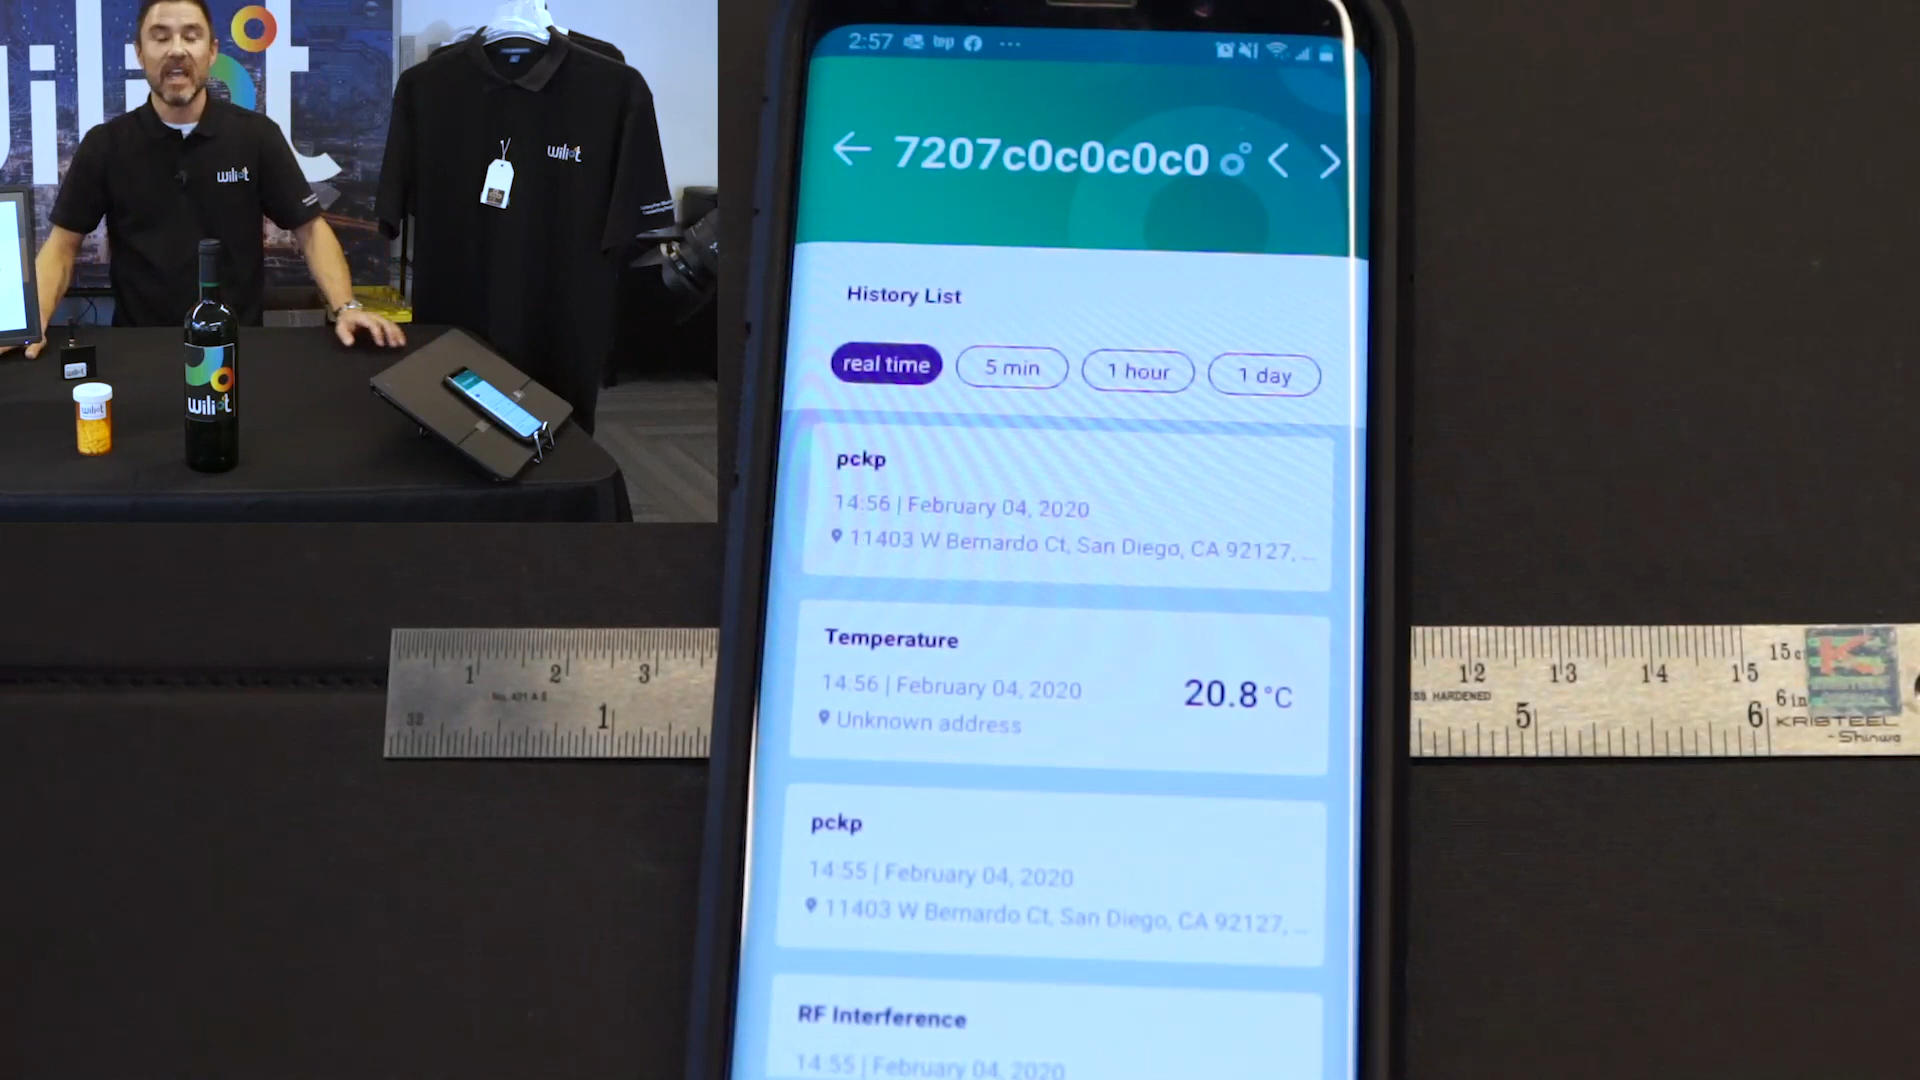 wiliot
wiliot
wiliot
wiliot
wiliot
2:57
7207c0c0c0c0
History List
real time
5 min
1 hour
1 day
pckp
14:56 | February 04, 2020
11403 W Bernardo Ct, San Diego, CA 92127, ...
Temperature
14:56 | February 04, 2020
20.8°C
Unknown address
pckp
14:55 | February 04, 2020
11403 W Bernardo Ct, San Diego, CA 92127, ...
RF Interference
14:55 | February 04, 2020
1 2 3
32
1
12 13 14 15
HARDENED
5 6 6 in
KRISTEEL
-Shinwa